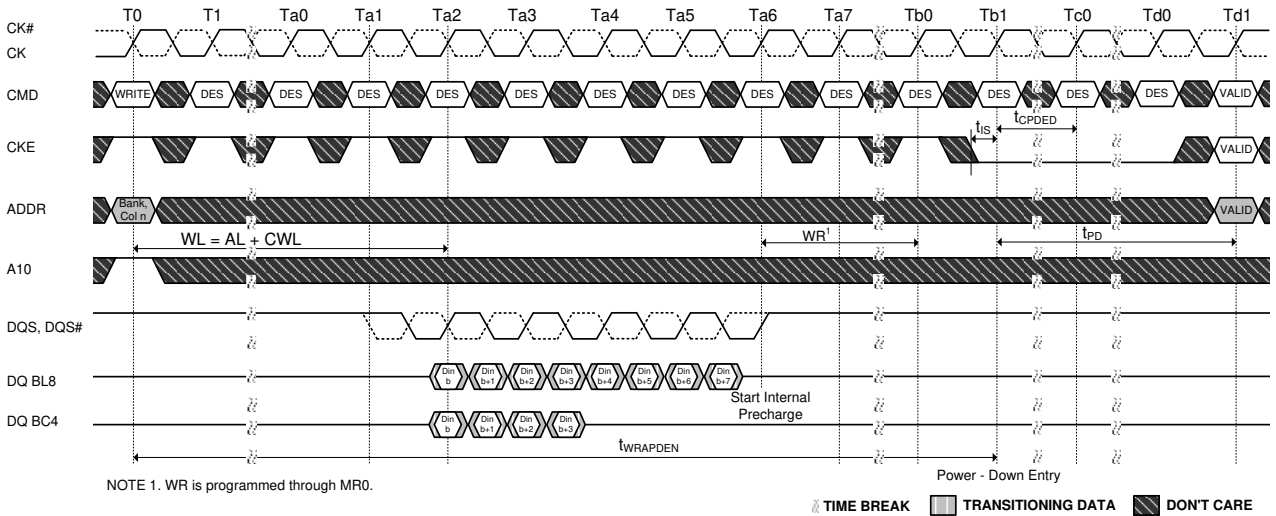 T0 T1 Ta0 Ta1 Ta2 Ta3 Ta4 Ta5 Ta6 Ta7 Tb0 Tb1 Tc0 Td0 Td1
CK#
CK
CMD WRITE DES DES DES DES DES DES DES DES DES DES DES DES DES VALID
tIS tCPDED
CKE VALID
ADDR Bank, Col n VALID
WL = AL + CWL WR1 tPD
A10
DQS, DQS#
DQ BL8 Din b Din b+1 Din b+2 Din b+3 Din b+4 Din b+5 Din b+6 Din b+7
Start Internal
Precharge
DQ BC4 Din b Din b+1 Din b+2 Din b+3
tWRAPDEN
Power - Down Entry
NOTE 1. WR is programmed through MR0.
TIME BREAK TRANSITIONING DATA DON'T CARE